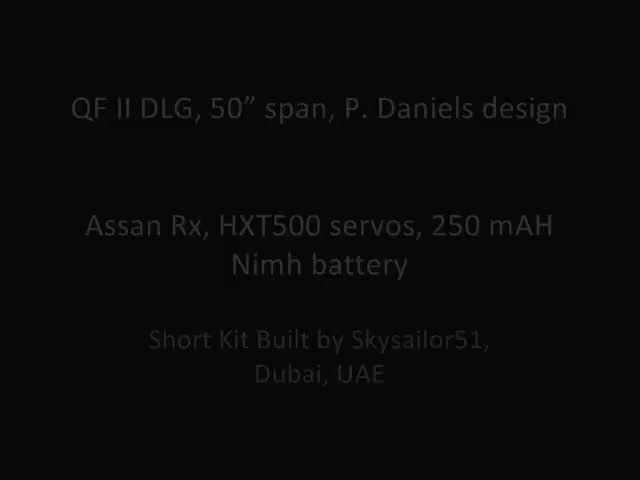 QF II DLG, 50” span, P. Daniels design
Assan Rx, HXT500 servos, 250 mAH
Nimh battery
Short Kit Built by Skysailor51,
Dubai, UAE